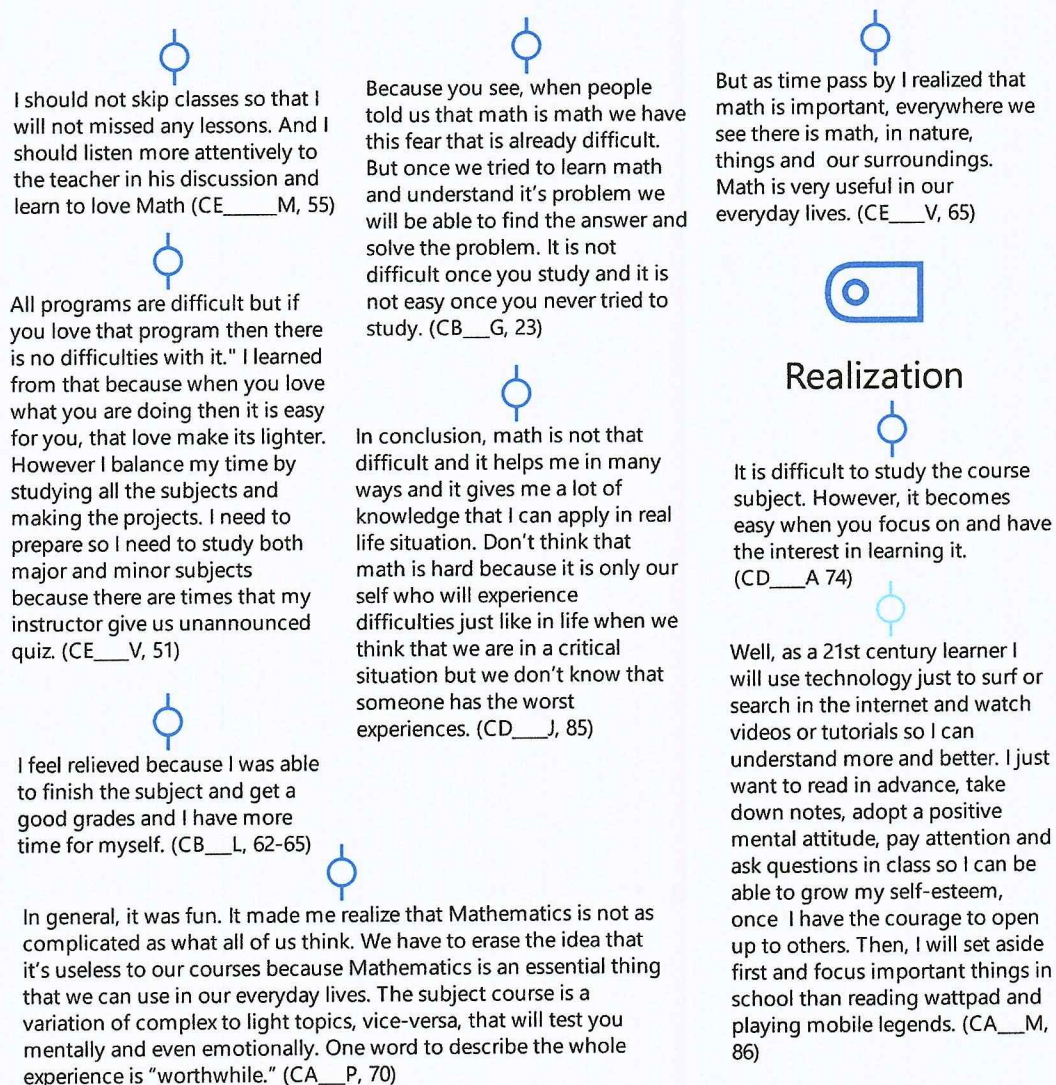 I should not skip classes so that I
will not missed any lessons. And I
should listen more attentively to
the teacher in his discussion and
learn to love Math (CE_____M, 55)
All programs are difficult but if
you love that program then there
is no difficulties with it." I learned
from that because when you love
what you are doing then it is easy
for you, that love make its lighter.
However I balance my time by
studying all the subjects and
making the projects. I need to
prepare so I need to study both
major and minor subjects
because there are times that my
instructor give us unannounced
quiz. (CE___V, 51)
I feel relieved because I was able
to finish the subject and get a
good grades and I have more
time for myself. (CB__L, 62-65)
Because you see, when people
told us that math is math we have
this fear that is already difficult.
But once we tried to learn math
and understand it's problem we
will be able to find the answer and
solve the problem. It is not
difficult once you study and it is
not easy once you never tried to
study. (CB___G, 23)
In conclusion, math is not that
difficult and it helps me in many
ways and it gives me a lot of
knowledge that I can apply in real
life situation. Don't think that
math is hard because it is only our
self who will experience
difficulties just like in life when we
think that we are in a critical
situation but we don't know that
someone has the worst
experiences. (CD___J, 85)
In general, it was fun. It made me realize that Mathematics is not as
complicated as what all of us think. We have to erase the idea that
it's useless to our courses because Mathematics is an essential thing
that we can use in our everyday lives. The subject course is a
variation of complex to light topics, vice-versa, that will test you
mentally and even emotionally. One word to describe the whole
experience is "worthwhile." (CA___P, 70)
But as time pass by I realized that
math is important, everywhere we
see there is math, in nature,
things and our surroundings.
Math is very useful in our
everyday lives. (CE___V, 65)
Realization
It is difficult to study the course
subject. However, it becomes
easy when you focus on and have
the interest in learning it.
(CD___A 74)
Well, as a 21st century learner I
will use technology just to surf or
search in the internet and watch
videos or tutorials so I can
understand more and better. I just
want to read in advance, take
down notes, adopt a positive
mental attitude, pay attention and
ask questions in class so I can be
able to grow my self-esteem,
once I have the courage to open
up to others. Then, I will set aside
first and focus important things in
school than reading wattpad and
playing mobile legends. (CA___M,
86)